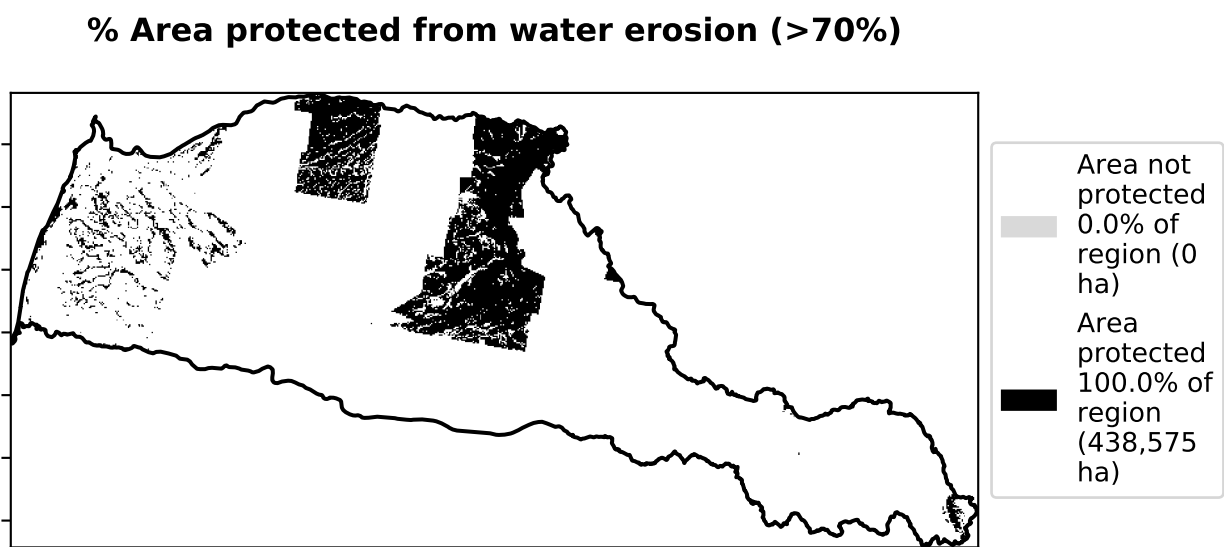 % Area protected from water erosion (>70%)
Area not
protected
0.0% of
region (0
ha)
Area
protected
100.0% of
region
(438,575
ha)